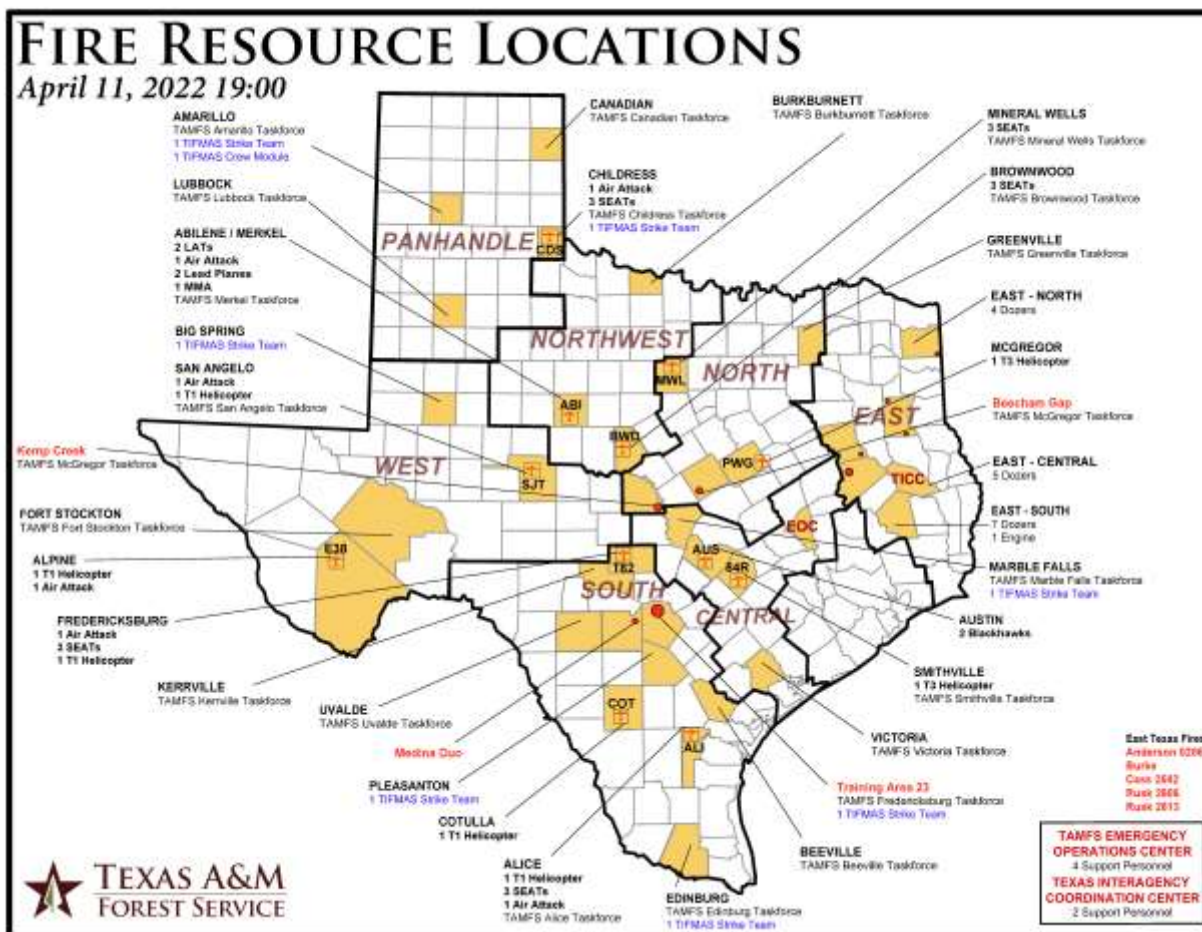 FIRE RESOURCE LOCATIONS
April 11, 2022 19:00
AMARILLO
TAMFS Amarillo Taskforce
1 TIFMAS Strike Team
1 TIFMAS Crew Module
LUBBOCK
TAMFS Lubbock Taskforce
ABILENE / MERKEL
2 LATs
1 Air Attack
2 Lead Planes
1 MMA
TAMFS Merkel Taskforce
BIG SPRING
1 TIFMAS Strike Team
SAN ANGELO
1 Air Attack
1 T1 Helicopter
TAMFS San Angelo Taskforce
Kemp Creek
TAMFS McGregor Taskforce
FORT STOCKTON
TAMFS Fort Stockton Taskforce
ALPINE
1 T1 Helicopter
1 Air Attack
FREDERICKSBURG
1 Air Attack
3 SEATs
1 T1 Helicopter
KERRVILLE
TAMFS Kerrville Taskforce
UVALDE
TAMFS Uvalde Taskforce
Medina Duo
PLEASANTON
1 TIFMAS Strike Team
COTULLA
1 T1 Helicopter
ALICE
1 T1 Helicopter
3 SEATs
1 Air Attack
TAMFS Alice Taskforce
CANADIAN
TAMFS Canadian Taskforce
CHILDRESS
1 Air Attack
3 SEATs
TAMFS Childress Taskforce
1 TIFMAS Strike Team
BURKBURNETT
TAMFS Burkburnett Taskforce
MINERAL WELLS
3 SEATs
TAMFS Mineral Wells Taskforce
BROWNWOOD
3 SEATs
TAMFS Brownwood Taskforce
GREENVILLE
TAMFS Greenville Taskforce
EAST - NORTH
4 Dozers
MCGREGOR
1 T3 Helicopter
Beecham Gap
TAMFS McGregor Taskforce
EAST - CENTRAL
5 Dozers
EAST - SOUTH
7 Dozers
1 Engine
MARBLE FALLS
TAMFS Marble Falls Taskforce
1 TIFMAS Strike Team
AUSTIN
2 Blackhawks
SMITHVILLE
1 T3 Helicopter
TAMFS Smithville Taskforce
VICTORIA
TAMFS Victoria Taskforce
Training Area 23
TAMFS Fredericksburg Taskforce
1 TIFMAS Strike Team
BEEVILLE
TAMFS Beeville Taskforce
EDINBURG
TAMFS Edinburg Taskforce
1 TIFMAS Strike Team
PANHANDLE
CDS
NORTHWEST
MWL
NORTH
ABI
EAST
BWD
WEST
SJT
PWG
TICC
EOC
E38
T82
AUS
84R
SOUTH
CENTRAL
COT
ALI
East Texas Fires
Anderson
Burke
Cass
Rusk
Rusk
TAMFS EMERGENCY
OPERATIONS CENTER
4 Support Personnel
TEXAS INTERAGENCY
COORDINATION CENTER
2 Support Personnel
TEXAS A&M
FOREST SERVICE